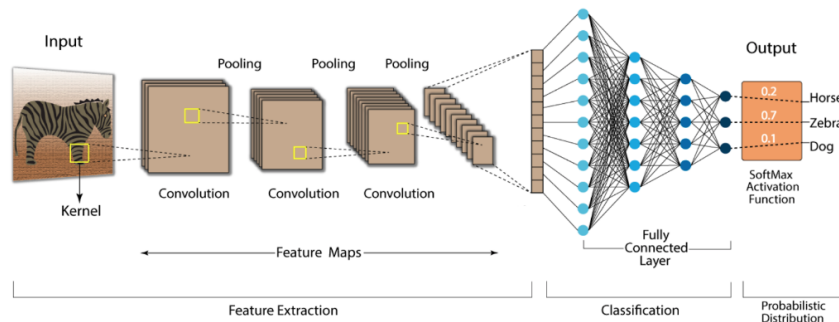 Input
Pooling
Pooling
Pooling
Output
0.2
Horse
0.7
Zebra
0.1
Dog
Kernel
Convolution
Convolution
Convolution
SoftMax
Activation
Function
Feature Maps
Fully
Connected
Layer
Feature Extraction
Classification
Probabilistic
Distribution